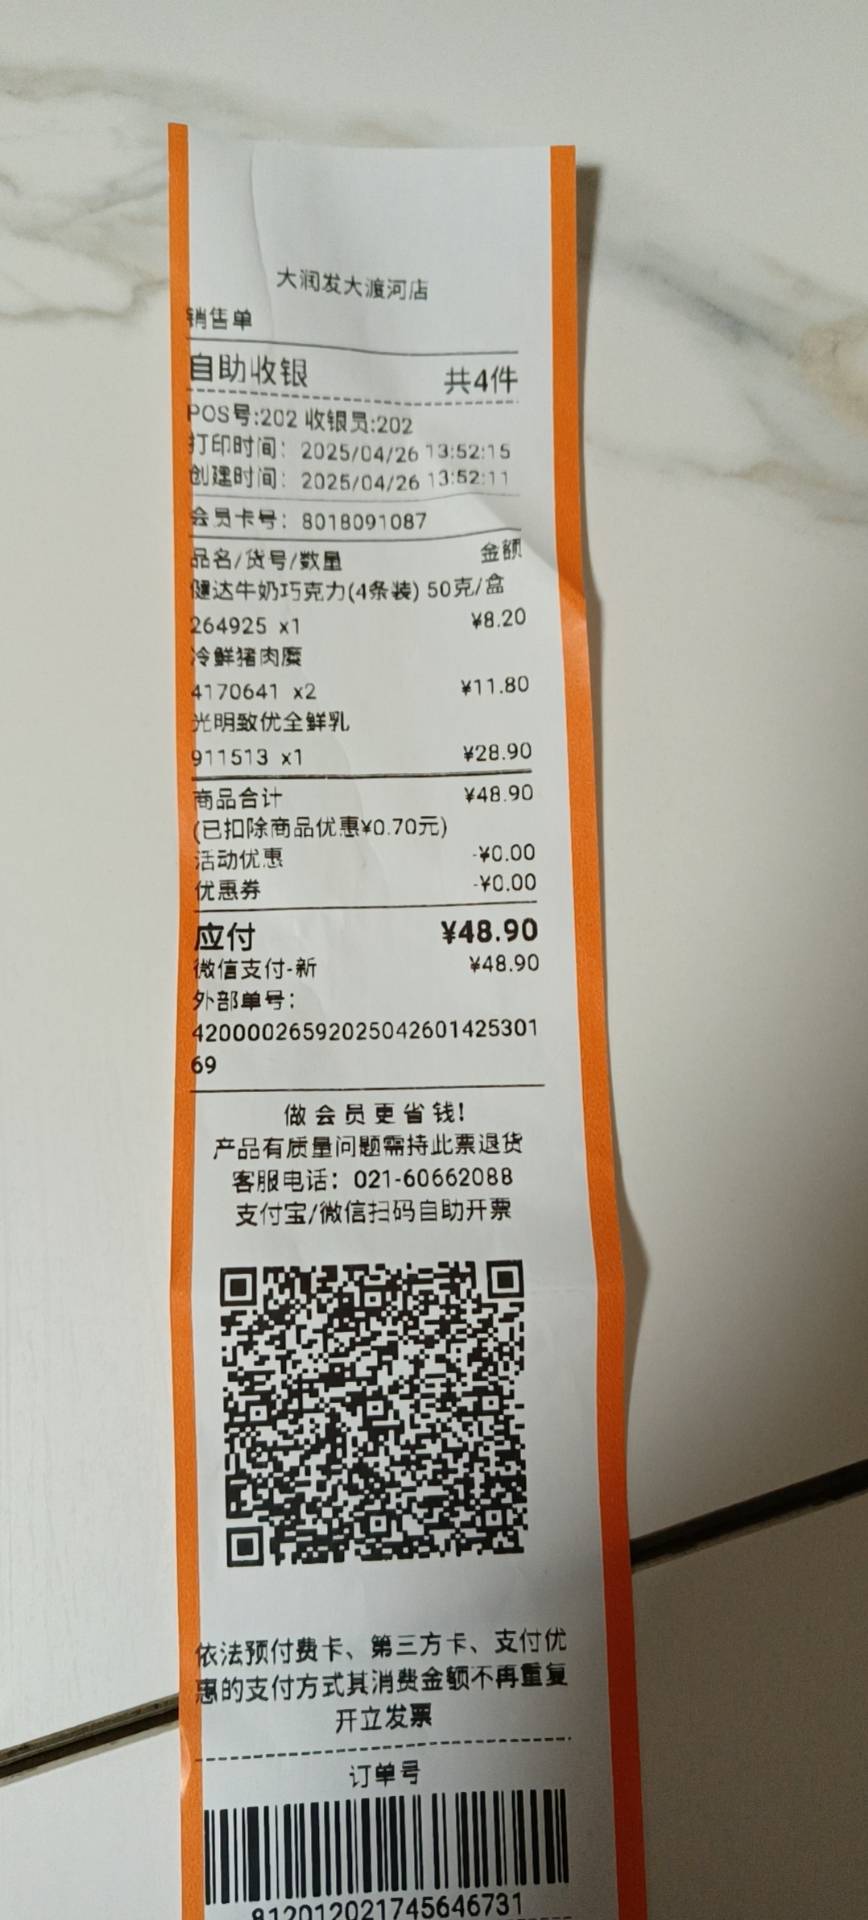 大润发大渡河店
销售单
自助收银 共4件
POS号:202 收银员:202
打印时间： 2025/04/26 13:52:15
创建时间： 2025/04/26 13:52:11
会员卡号： 8018091087
品名/货号/数量 金额
健达牛奶巧克力(4条装) 50克/盒
264925 x1 ¥8.20
冷鲜猪肉糜
4170641 x2 ¥11.80
光明致优全鲜乳
911513 x1 ¥28.90
商品合计 ¥48.90
(已扣除商品优惠¥0.70元)
活动优惠 -¥0.00
优惠券 -¥0.00
应付 ¥48.90
微信支付-新 ¥48.90
外部单号：
42000026592025042601425301
69
做会员更省钱!
产品有质量问题需持此票退货
客服电话： 021-60662088
支付宝/微信扫码自助开票
依法预付费卡、第三方卡、支付优
惠的支付方式其消费金额不再重复
开立发票
订单号
812012021745646731